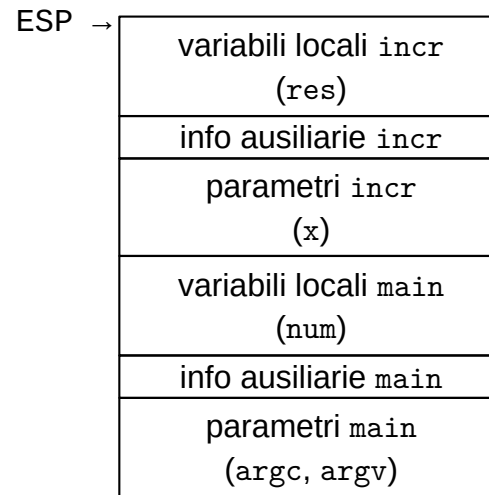 ESP →
variabili locali incr
(res)
info ausiliarie incr
parametri incr
(x)
variabili locali main
(num)
info ausiliarie main
parametri main
(argc, argv)